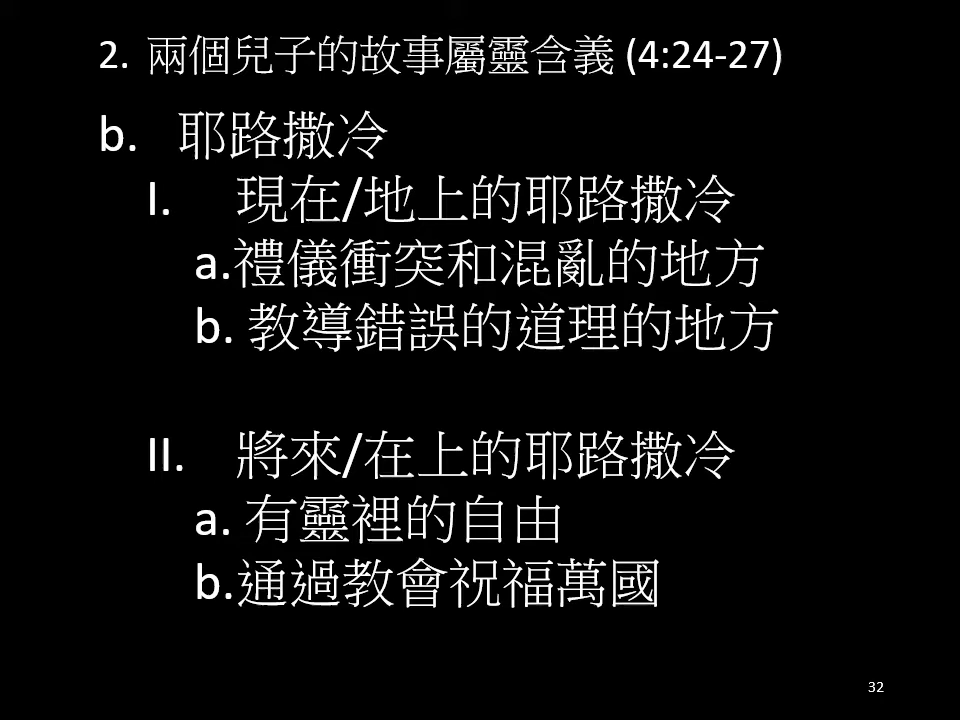 2. 兩個兒子的故事屬靈含義 (4:24-27)
b. 耶路撒冷
I. 現在/地上的耶路撒冷
a.禮儀衝突和混亂的地方
b. 教導錯誤的道理的地方
II. 將來/在上的耶路撒冷
a. 有靈裡的自由
b.通過教會祝福萬國
32